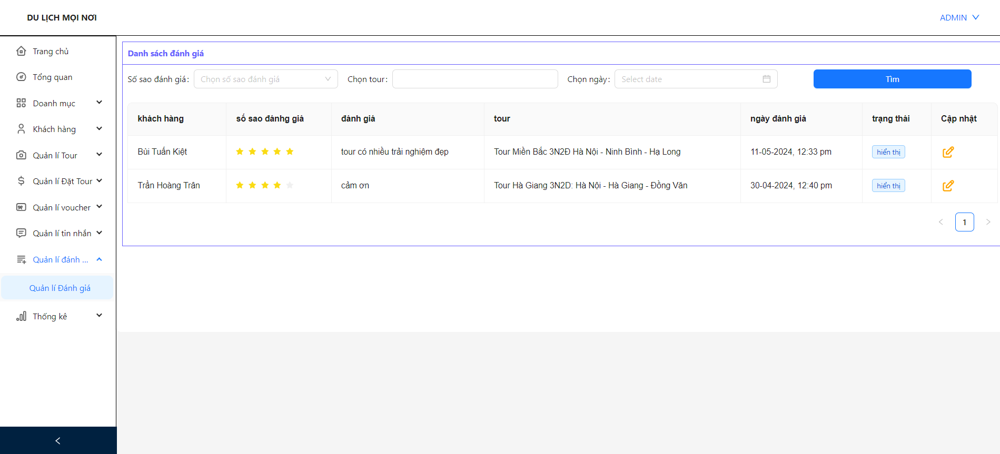 DU LỊCH MỌI NƠI
ADMIN
Trang chủ
Tổng quan
Doanh mục
Khách hàng
Quản lí Tour
Quản lí Đặt Tour
Quản lí voucher
Quản lí tin nhắn
Quản lí đánh ...
Quản lí Đánh giá
Thống kê
Danh sách đánh giá
Số sao đánh giá: Chọn số sao đánh giá Chọn tour: Chọn ngày: Select date Tìm
khách hàng số sao đánhg giá đánh giá tour ngày đánh giá trạng thái Cập nhật
Bùi Tuấn Kiệt tour có nhiều trải nghiệm đẹp Tour Miền Bắc 3N2Đ Hà Nội - Ninh Bình - Hạ Long 11-05-2024, 12:33 pm hiển thị
Trần Hoàng Trân cảm ơn Tour Hà Giang 3N2D: Hà Nội - Hà Giang - Đồng Văn 30-04-2024, 12:40 pm hiển thị
1